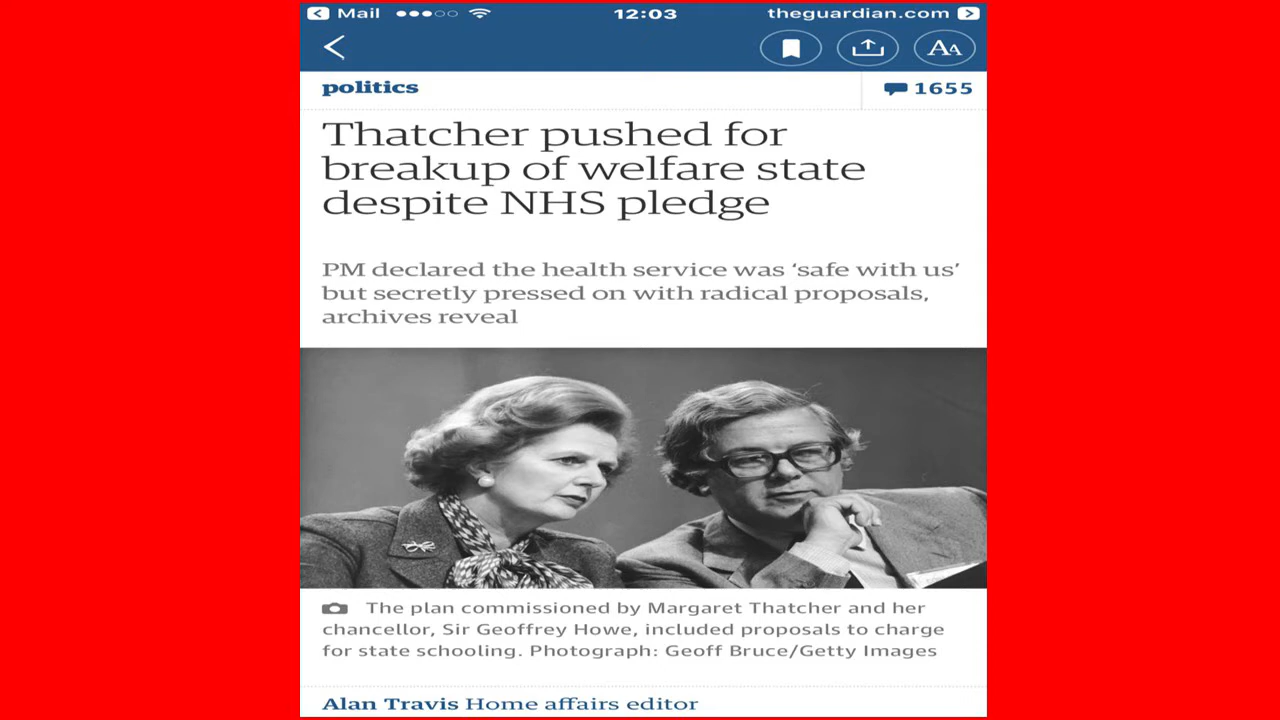 Mail 12:03 theguardian.com
AA
politics 1655
Thatcher pushed for
breakup of welfare state
despite NHS pledge
PM declared the health service was ‘safe with us’
but secretly pressed on with radical proposals,
archives reveal
The plan commissioned by Margaret Thatcher and her
chancellor, Sir Geoffrey Howe, included proposals to charge
for state schooling. Photograph: Geoff Bruce/Getty Images
Alan Travis Home affairs editor